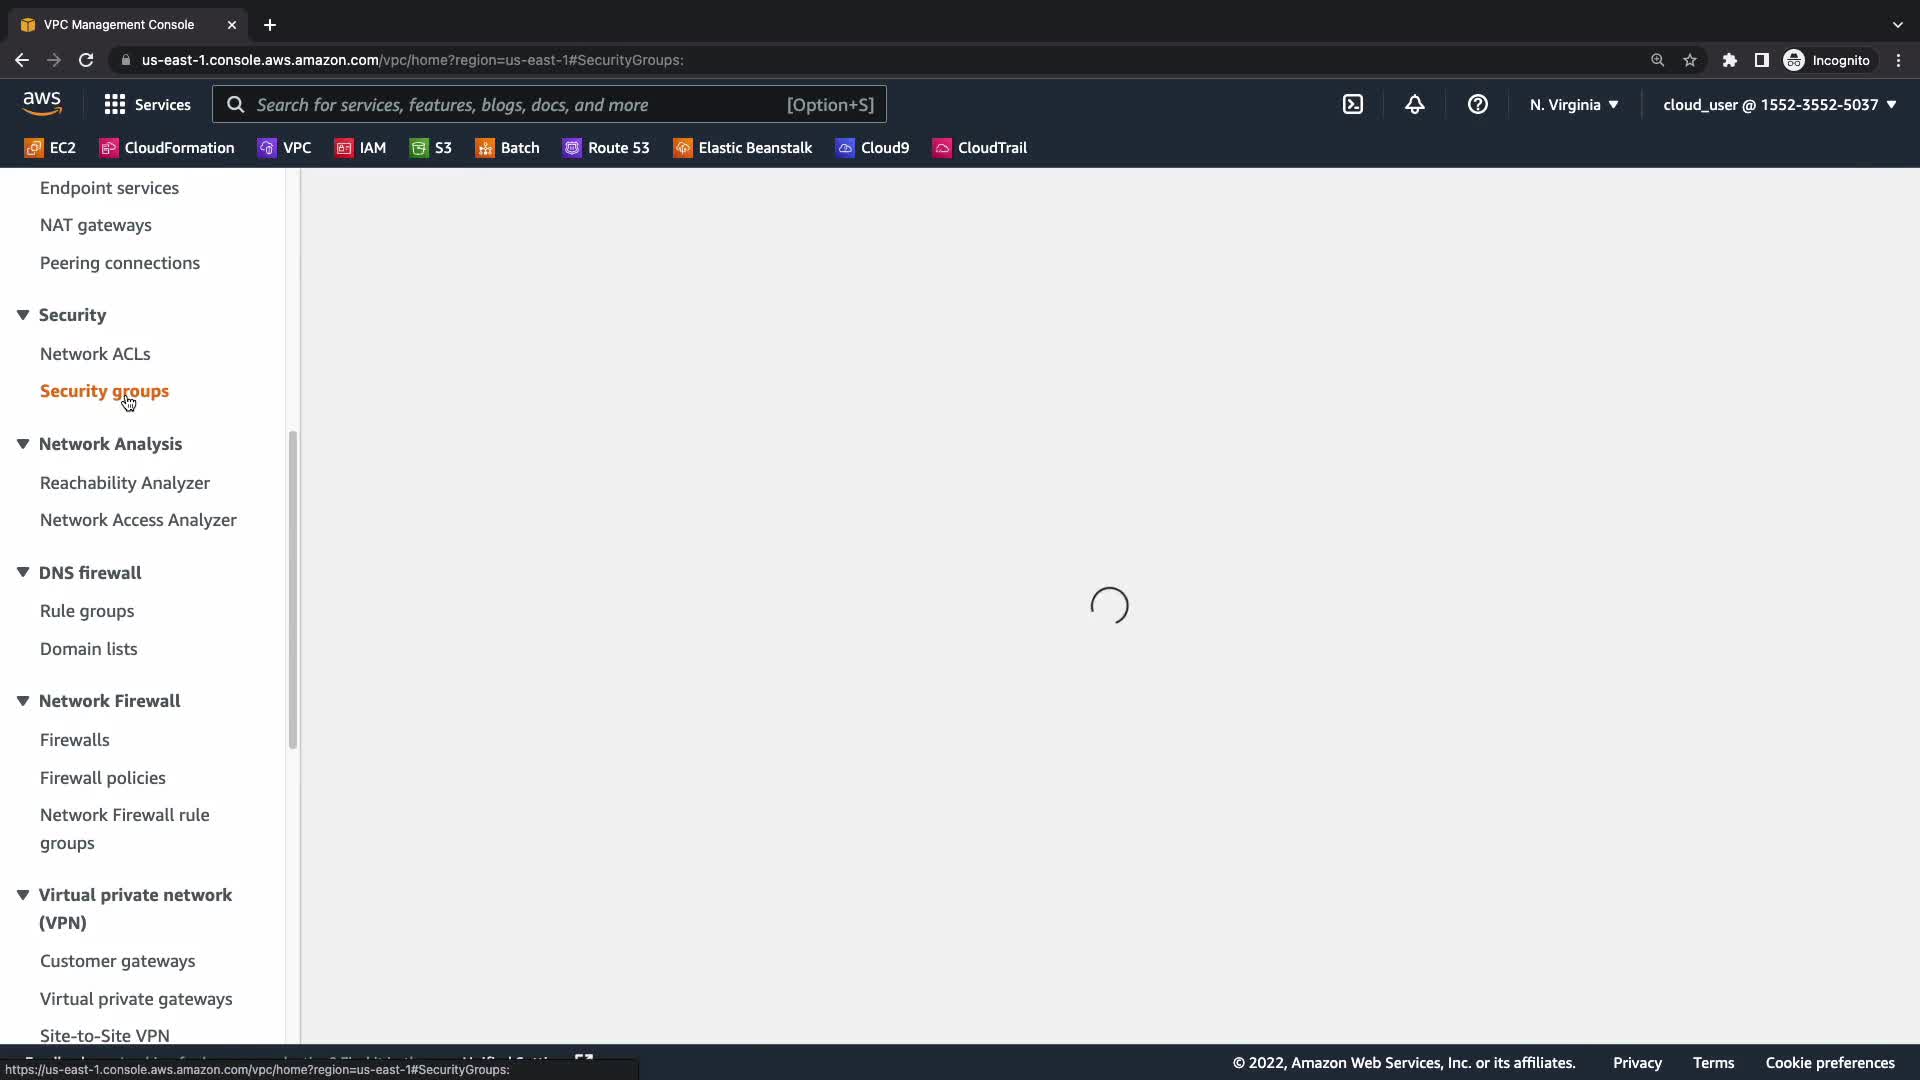 VPC Management Console
us-east-1.console.aws.amazon.com/vpc/home?region=us-east-1#SecurityGroups:
Incognito
aws
Services
Search for services, features, blogs, docs, and more
[Option+S]
N. Virginia
cloud_user @ 1552-3552-5037
EC2
CloudFormation
VPC
IAM
S3
Batch
Route 53
Elastic Beanstalk
Cloud9
CloudTrail
Endpoint services
NAT gateways
Peering connections
Security
Network ACLs
Security groups
Network Analysis
Reachability Analyzer
Network Access Analyzer
DNS firewall
Rule groups
Domain lists
Network Firewall
Firewalls
Firewall policies
Network Firewall rule
groups
Virtual private network
(VPN)
Customer gateways
Virtual private gateways
Site-to-Site VPN
© 2022, Amazon Web Services, Inc. or its affiliates.
Privacy
Terms
Cookie preferences
https://us-east-1.console.aws.amazon.com/vpc/home?region=us-east-1#SecurityGroups: